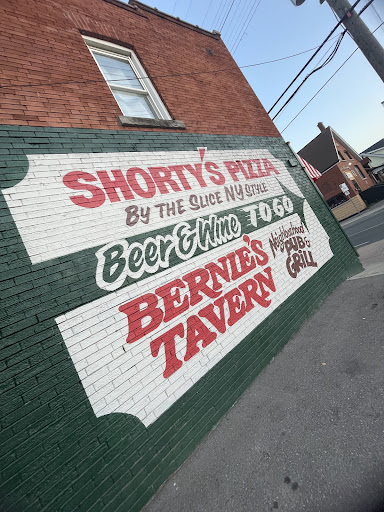 SHORTY'S PIZZA
BY THE SLICE NY STYLE
Beer & Wine TO GO
BERNIE'S
TAVERN
Neighborhood
PUB &
GRILL